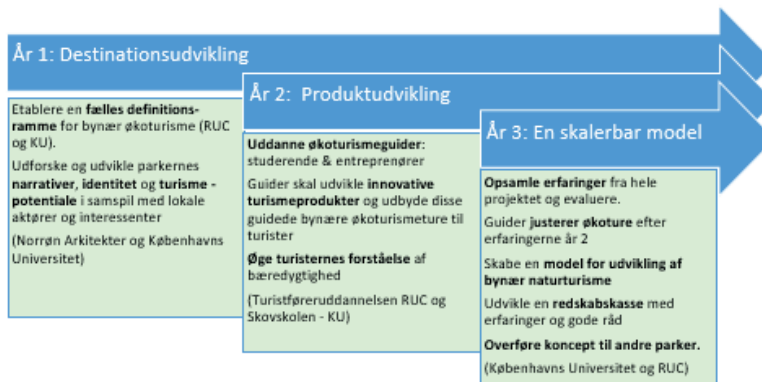 År 1: Destinationsudvikling
Etablere en fælles definitions-
ramme for bynær økoturisme (RUC
og KU).
Udforske og udvikle parkernes
narrativer, identitet og turisme -
potentiale i samspil med lokale
aktører og interessenter
(Norrøn Arkitekter og Københavns
Universitet)
År 2: Produktudvikling
Uddanne økoturismeguider:
studerende & entreprenører
Guider skal udvikle innovative
turismeprodukter og udbyde disse
guidede bynære økoturismeture til
turister
Øge turisternes forståelse af
bæredygtighed
(Turistføreruddannelsen RUC og
Skovskolen - KU)
År 3: En skalerbar model
Opsamle erfaringer fra hele
projektet og evaluere.
Guider justerer økoture efter
erfaringerne år 2
Skabe en model for udvikling af
bynær naturturisme
Udvikle en redskabskasse med
erfaringer og gode råd
Overføre koncept til andre parker.
(Københavns Universitet og RUC)